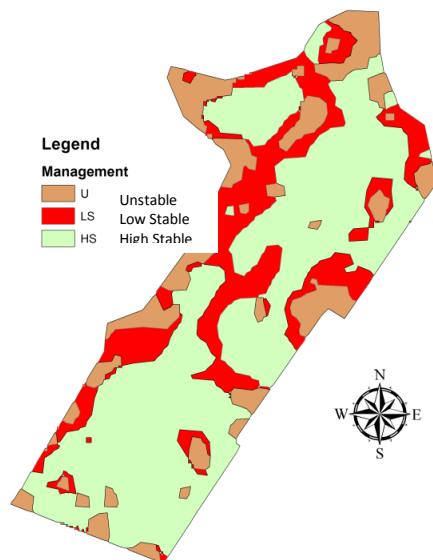 Legend
Management
U Unstable
LS Low Stable
HS High Stable
N
W E
S